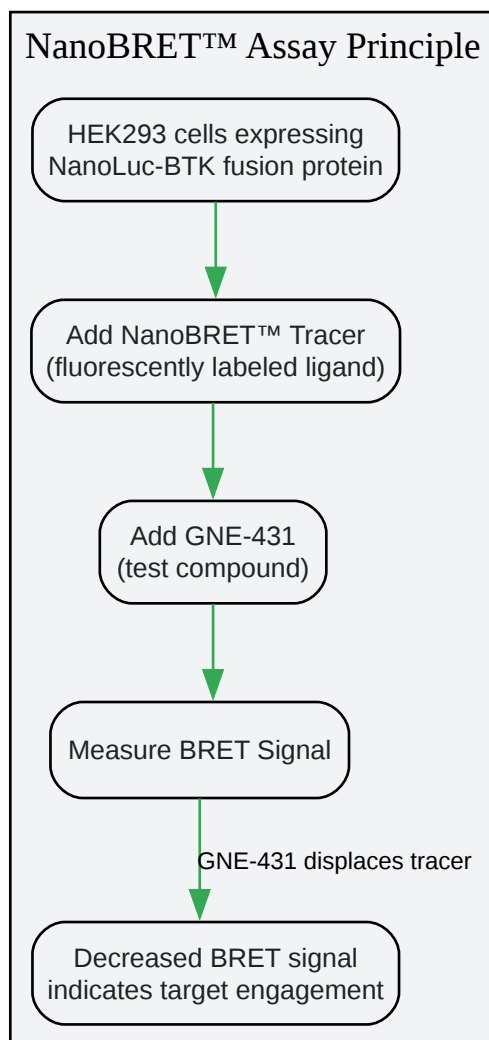 NanoBRET™ Assay Principle
HEK293 cells expressing
NanoLuc-BTK fusion protein
Add NanoBRET™ Tracer
(fluorescently labeled ligand)
Add GNE-431
(test compound)
Measure BRET Signal
GNE-431 displaces tracer
Decreased BRET signal
indicates target engagement